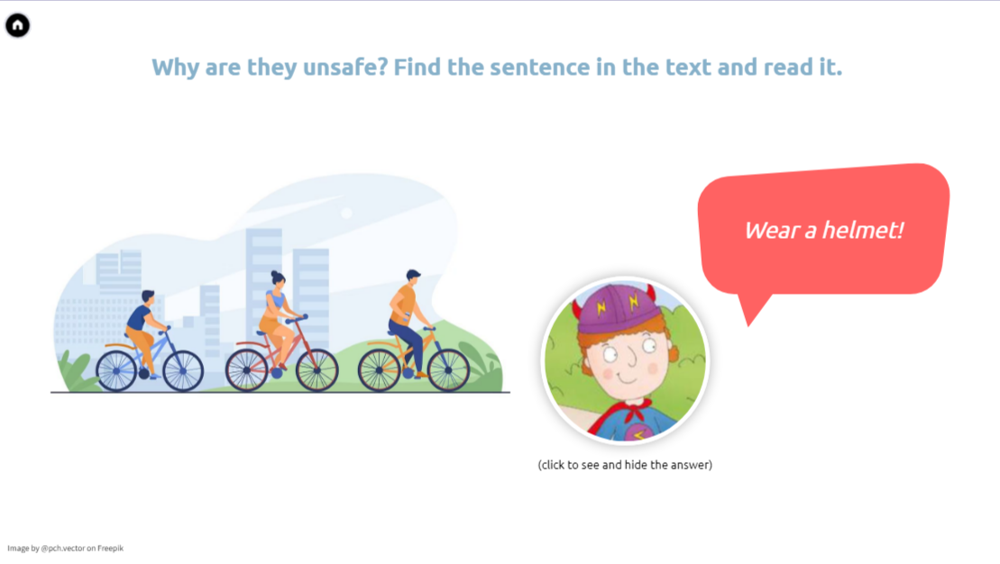 Why are they unsafe? Find the sentence in the text and read it.
Wear a helmet!
(click to see and hide the answer)
Image by @pch.vector on Freepik